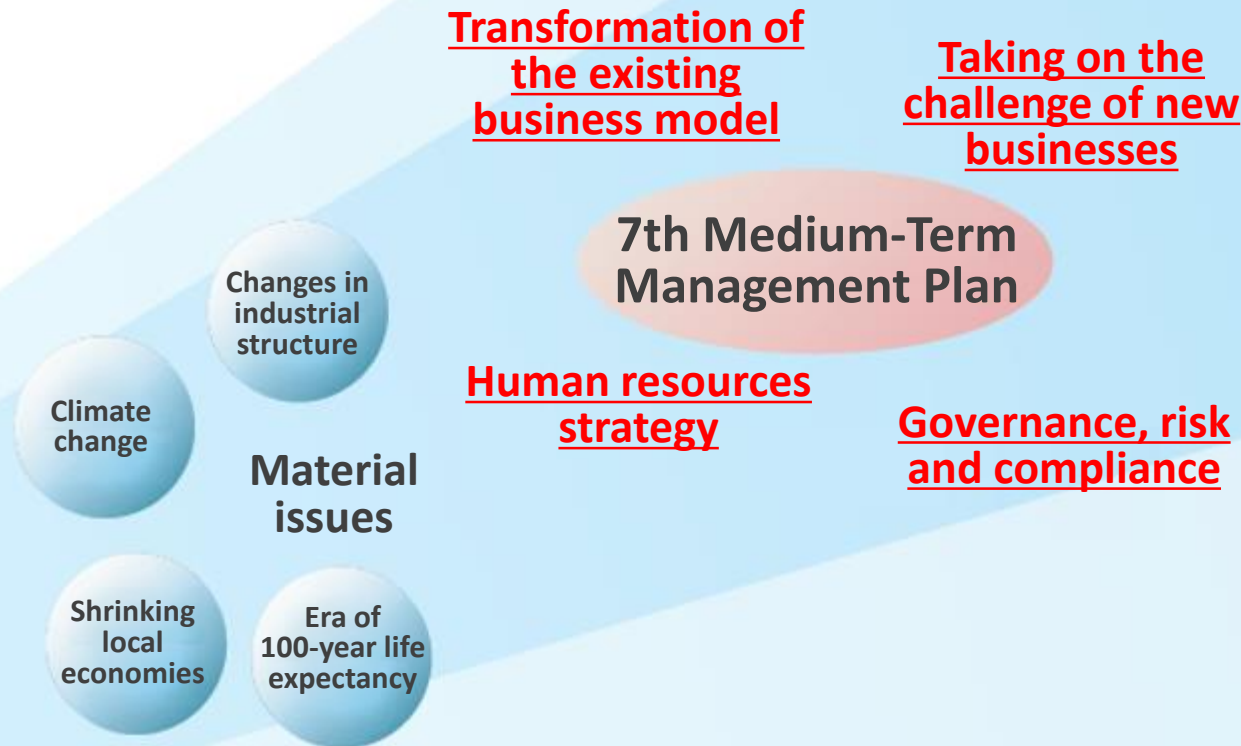 Transformation of
the existing
business model
Taking on the
challenge of new
businesses
7th Medium-Term
Management Plan
Changes in
industrial
structure
Human resources
strategy
Climate
change
Governance, risk
and compliance
Material
issues
Shrinking
local
economies
Era of
100-year life
expectancy